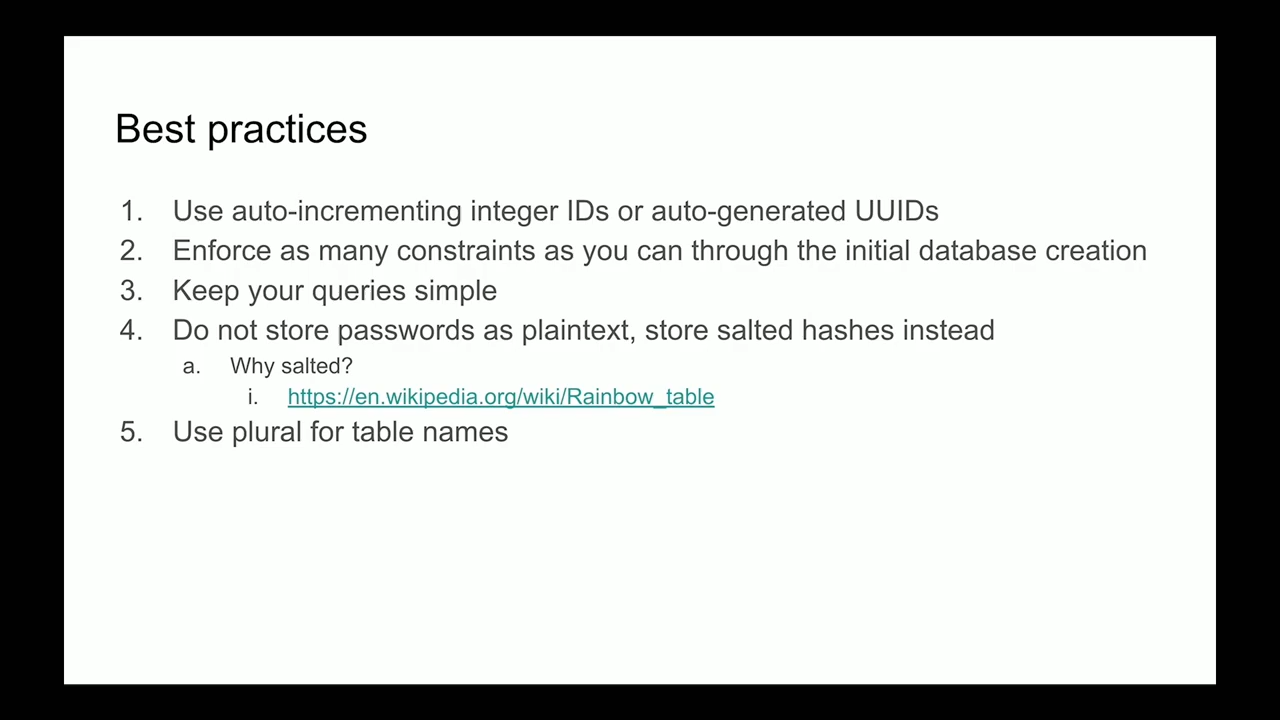 Best practices
1. Use auto-incrementing integer IDs or auto-generated UUIDs
2. Enforce as many constraints as you can through the initial database creation
3. Keep your queries simple
4. Do not store passwords as plaintext, store salted hashes instead
a. Why salted?
i. https://en.wikipedia.org/wiki/Rainbow_table
5. Use plural for table names